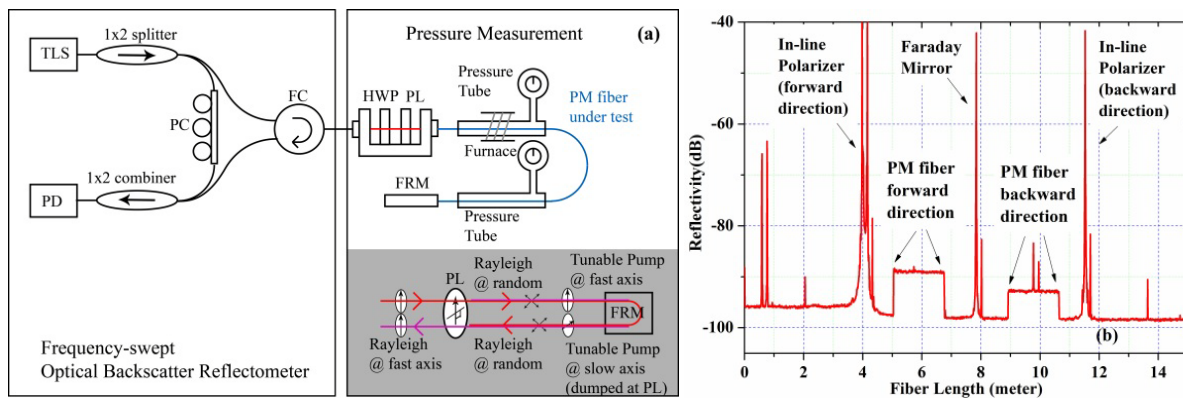 TLS
1x2 splitter
PC
FC
PD
1x2 combiner
Frequency-swept
Optical Backscatter Reflectometer
Pressure Measurement
(a)
Pressure
Tube
HWP PL
PM fiber
under test
Furnace
FRM
Pressure
Tube
PL
Rayleigh
@ random
Tunable Pump
@ fast axis
FRM
Rayleigh
@ fast axis
Rayleigh
@ random
Tunable Pump
@ slow axis
(dumped at PL)
Reflectivity(dB)
-40
-60
-80
-100
In-line
Polarizer
(forward
direction)
Faraday
Mirror
In-line
Polarizer
(backward
direction)
PM fiber
forward
direction
PM fiber
backward
direction
(b)
0 2 4 6 8 10 12 14
Fiber Length (meter)